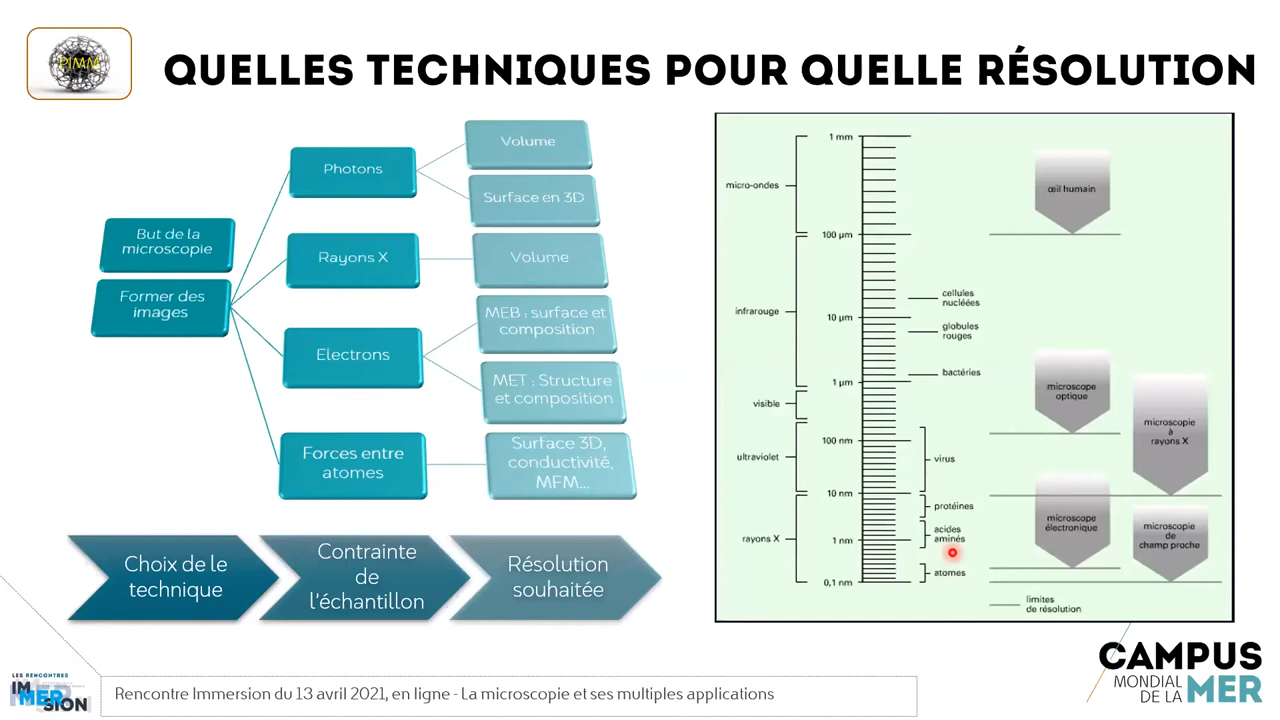 PIMM
QUELLES TECHNIQUES POUR QUELLE RÉSOLUTION
But de la
microscopie
Former des
images
Photons
Volume
Surface en 3D
Rayons X
Volume
Electrons
MEB : surface et
composition
MET : Structure
et composition
Forces entre
atomes
Surface 3D,
conductivité,
MFM...
Choix de le
technique
Contrainte
de
l'échantillon
Résolution
souhaitée
micro-ondes
infrarouge
visible
ultraviolet
rayons X
1 mm
100 µm
10 µm
1 µm
100 nm
10 nm
1 nm
0,1 nm
cellules
nucléées
globules
rouges
bactéries
virus
protéines
acides
aminés
atomes
œil humain
microscope
optique
microscopie
à
rayons X
microscope
électronique
microscopie
de
champ proche
limites
de résolution
LES RENCONTRES
IM
MER
SION
Rencontre Immersion du 13 avril 2021, en ligne - La microscopie et ses multiples applications
CAMPUS
MONDIAL
DE LA MER